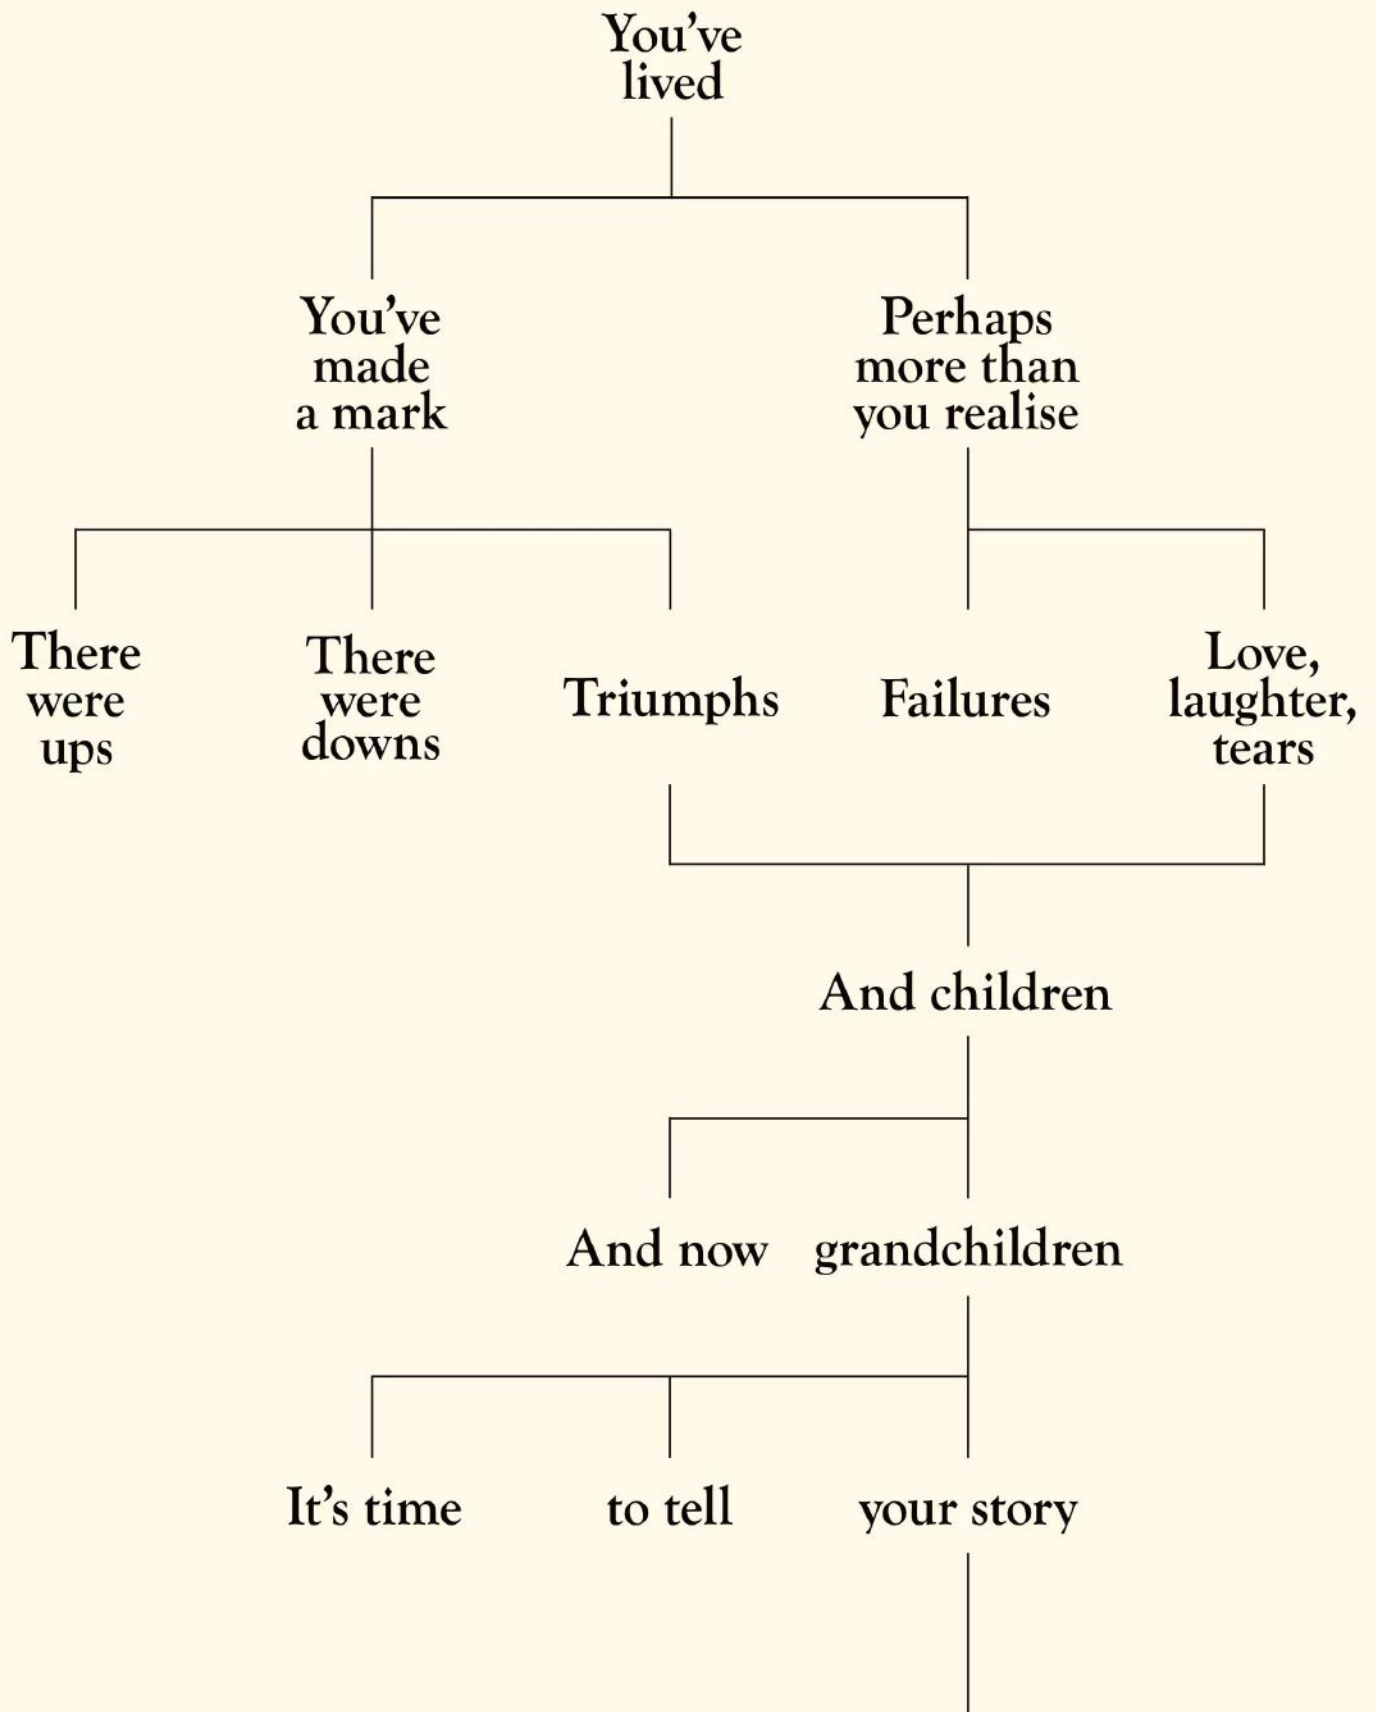 You've
lived
You've
made
a mark
Perhaps
more than
you realise
There
were
ups
There
were
downs
Triumphs
Failures
Love,
laughter,
tears
And children
And now
grandchildren
It's time
to tell
your story